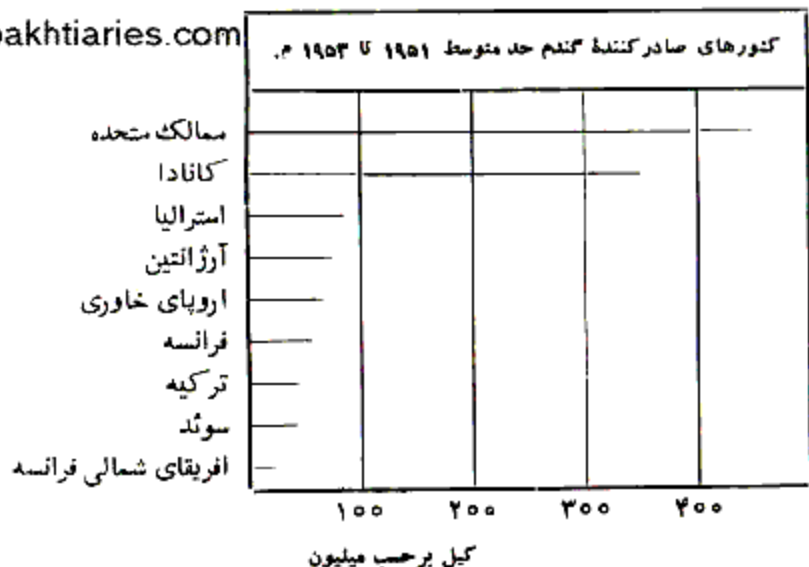 bakhtiaries.com
کشورهای صادرکنندهٔ گندم حد متوسط ۱۹۵۱ تا ۱۹۵۳ م.
ممالک متحده
کانادا
استرالیا
آرژانتین
اروپای خاوری
فرانسه
ترکیه
سوئد
افریقای شمالی فرانسه
۱۰۰ ۲۰۰ ۳۰۰ ۴۰۰
کیل برحسب میلیون